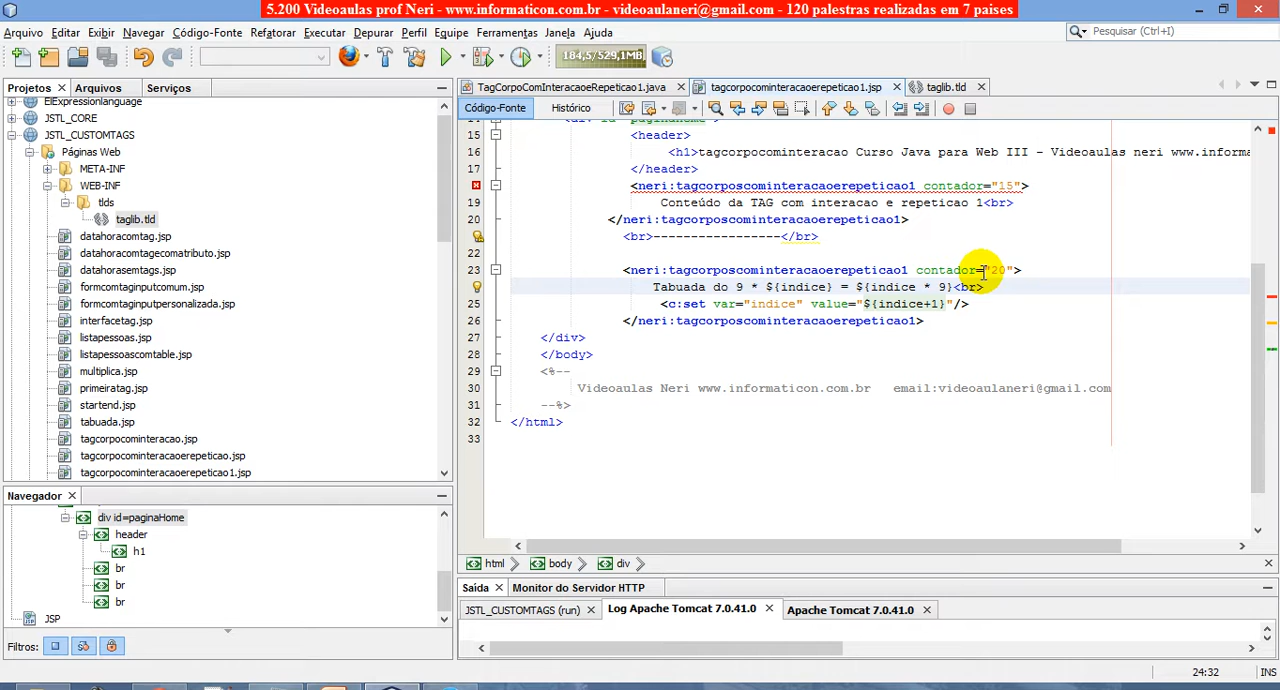 5.200 Videoaulas prof Neri - www.informaticon.com.br - videoaulaneri@gmail.com - 120 palestras realizadas em 7 paises
Arquivo Editar Exibir Navegar Código-Fonte Refatorar Executar Depurar Perfil Equipe Ferramentas Janela Ajuda
Pesquisar (Ctrl+I)
184,5/529,1MB
Projetos Arquivos Serviços
TagCorpoComInteracaoeRepeticao1.java tagcorpocominteracaoerepeticao1.jsp taglib.tld
Código-Fonte Histórico
ElExpressionlanguage
JSTL_CORE
JSTL_CUSTOMTAGS
Páginas Web
META-INF
WEB-INF
tlds
taglib.tld
datahoracomtag.jsp
datahoratagcomatributo.jsp
datahorasemtags.jsp
formcomtaginputcomum.jsp
formcomtaginputpersonalizada.jsp
interfacetag.jsp
listapessoas.jsp
listapessoascomtable.jsp
multiplica.jsp
primeiratag.jsp
startend.jsp
tabuada.jsp
tagcorpocominteracao.jsp
tagcorpocominteracaoerepeticao.jsp
tagcorpocominteracaoerepeticao1.jsp
15 <header>
16 <h1>tagcorpocominteracao Curso Java para Web III - Videoaulas neri www.informa
17 </header>
<neri:tagcorposcominteracaoerepeticao1 contador="15">
19 Conteúdo da TAG com interacao e repeticao 1<br>
20 </neri:tagcorposcominteracaoerepeticao1>
<br>-----------------</br>
22
23 <neri:tagcorposcominteracaoerepeticao1 contador="20">
Tabuada do 9 * ${indice} = ${indice * 9}<br>
25 <c:set var="indice" value="${indice+1}"/>
26 </neri:tagcorposcominteracaoerepeticao1>
27 </div>
28 </body>
29 <%--
30 Videoaulas Neri www.informaticon.com.br email:videoaulaneri@gmail.com
31 --%>
32 </html>
33
Navegador
div id=paginaHome
header
h1
br
br
br
JSP
Filtros:
html body div
Saída Monitor do Servidor HTTP
JSTL_CUSTOMTAGS (run) Log Apache Tomcat 7.0.41.0 Apache Tomcat 7.0.41.0
24:32 INS